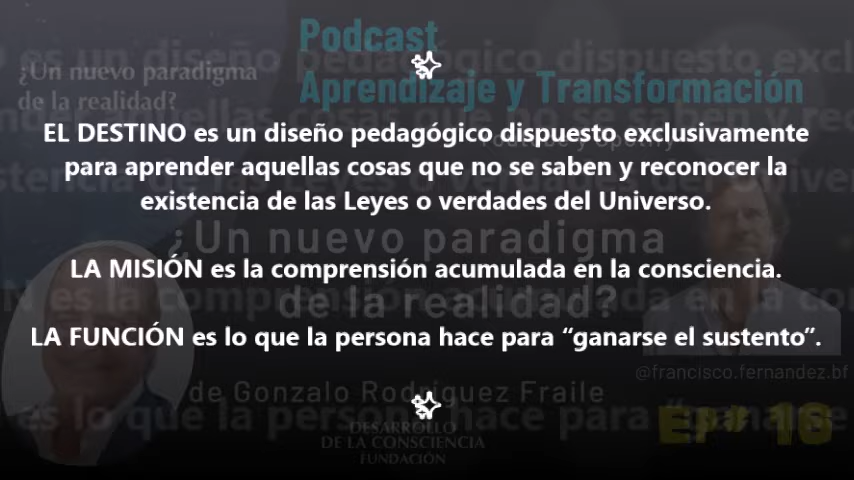 Podcast
Aprendizaje y Transformación
¿Un nuevo paradigma
de la realidad?
EL DESTINO es un diseño pedagógico dispuesto exclusivamente
para aprender aquellas cosas que no se saben y reconocer la
existencia de las Leyes o verdades del Universo.
¿Un nuevo paradigma
de la realidad?
LA MISIÓN es la comprensión acumulada en la consciencia.
LA FUNCIÓN es lo que la persona hace para “ganarse el sustento”.
@francisco.fernandez.bf
de Gonzalo Rodríguez Fraile
DESARROLLO
DE LA CONSCIENCIA
FUNDACIÓN
EP# 16